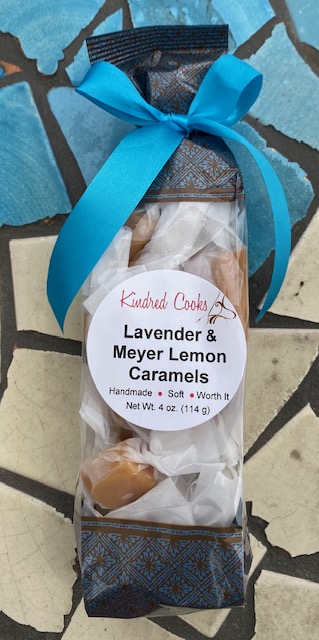 Kindred Cooks
Lavender &
Meyer Lemon
Caramels
Handmade • Soft • Worth It
Net Wt. 4 oz. (114 g)